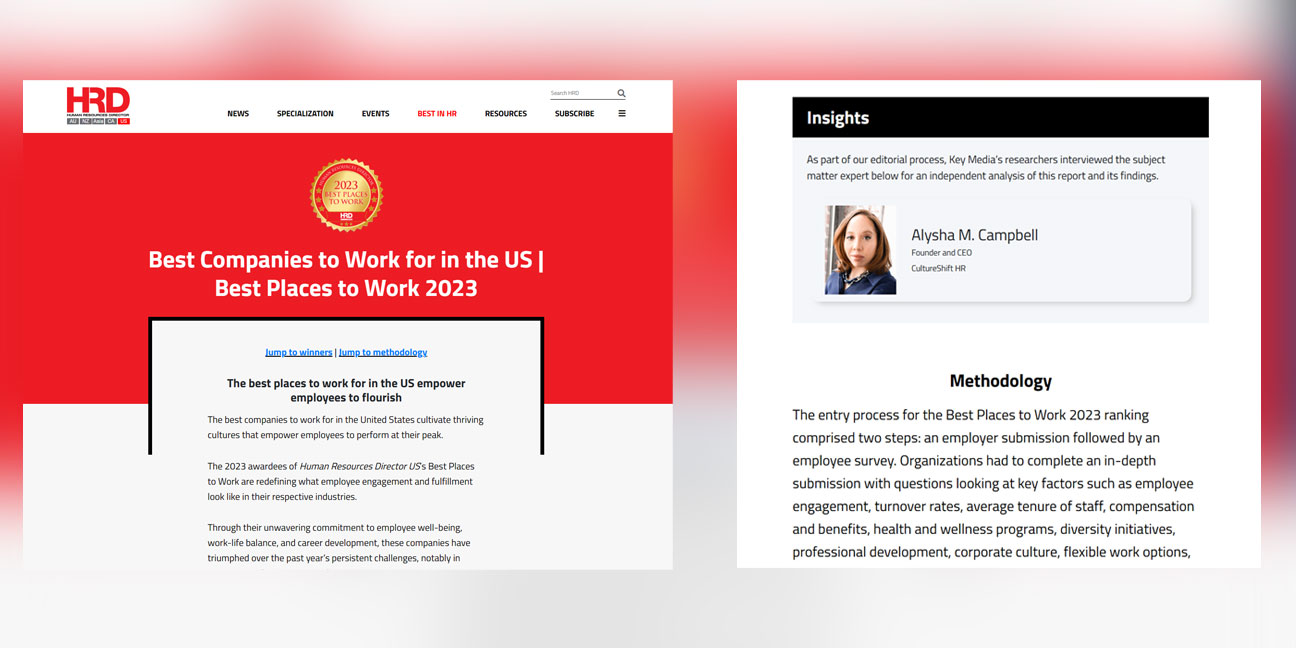 HRD
HUMAN RESOURCES DIRECTOR
AU NZ Asia CA US
Search HRD
NEWS SPECIALIZATION EVENTS BEST IN HR RESOURCES SUBSCRIBE
HUMAN RESOURCES DIRECTOR
2023
BEST PLACES
TO WORK
HRD
Best Companies to Work for in the US |
Best Places to Work 2023
Jump to winners | Jump to methodology
The best places to work for in the US empower
employees to flourish
The best companies to work for in the United States cultivate thriving
cultures that empower employees to perform at their peak.
The 2023 awardees of Human Resources Director US's Best Places
to Work are redefining what employee engagement and fulfillment
look like in their respective industries.
Through their unwavering commitment to employee well-being,
work-life balance, and career development, these companies have
triumphed over the past year's persistent challenges, notably in
Insights
As part of our editorial process, Key Media's researchers interviewed the subject
matter expert below for an independent analysis of this report and its findings.
Alysha M. Campbell
Founder and CEO
CultureShift HR
Methodology
The entry process for the Best Places to Work 2023 ranking
comprised two steps: an employer submission followed by an
employee survey. Organizations had to complete an in-depth
submission with questions looking at key factors such as employee
engagement, turnover rates, average tenure of staff, compensation
and benefits, health and wellness programs, diversity initiatives,
professional development, corporate culture, flexible work options,